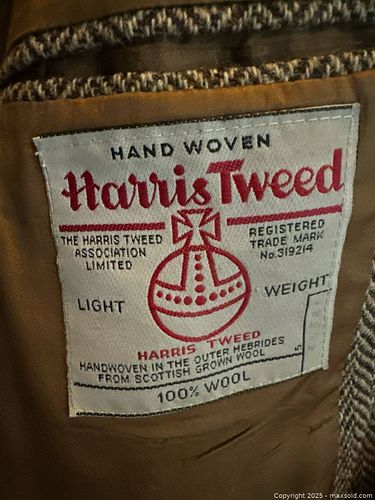 HAND WOVEN
Harris Tweed
THE HARRIS TWEED
ASSOCIATION
LIMITED
REGISTERED
TRADE MARK
No.319214
LIGHT WEIGHT
HARRIS TWEED
HANDWOVEN IN THE OUTER HEBRIDES
FROM SCOTTISH GROWN WOOL
100% WOOL
Copyright 2025 - maxsold.com